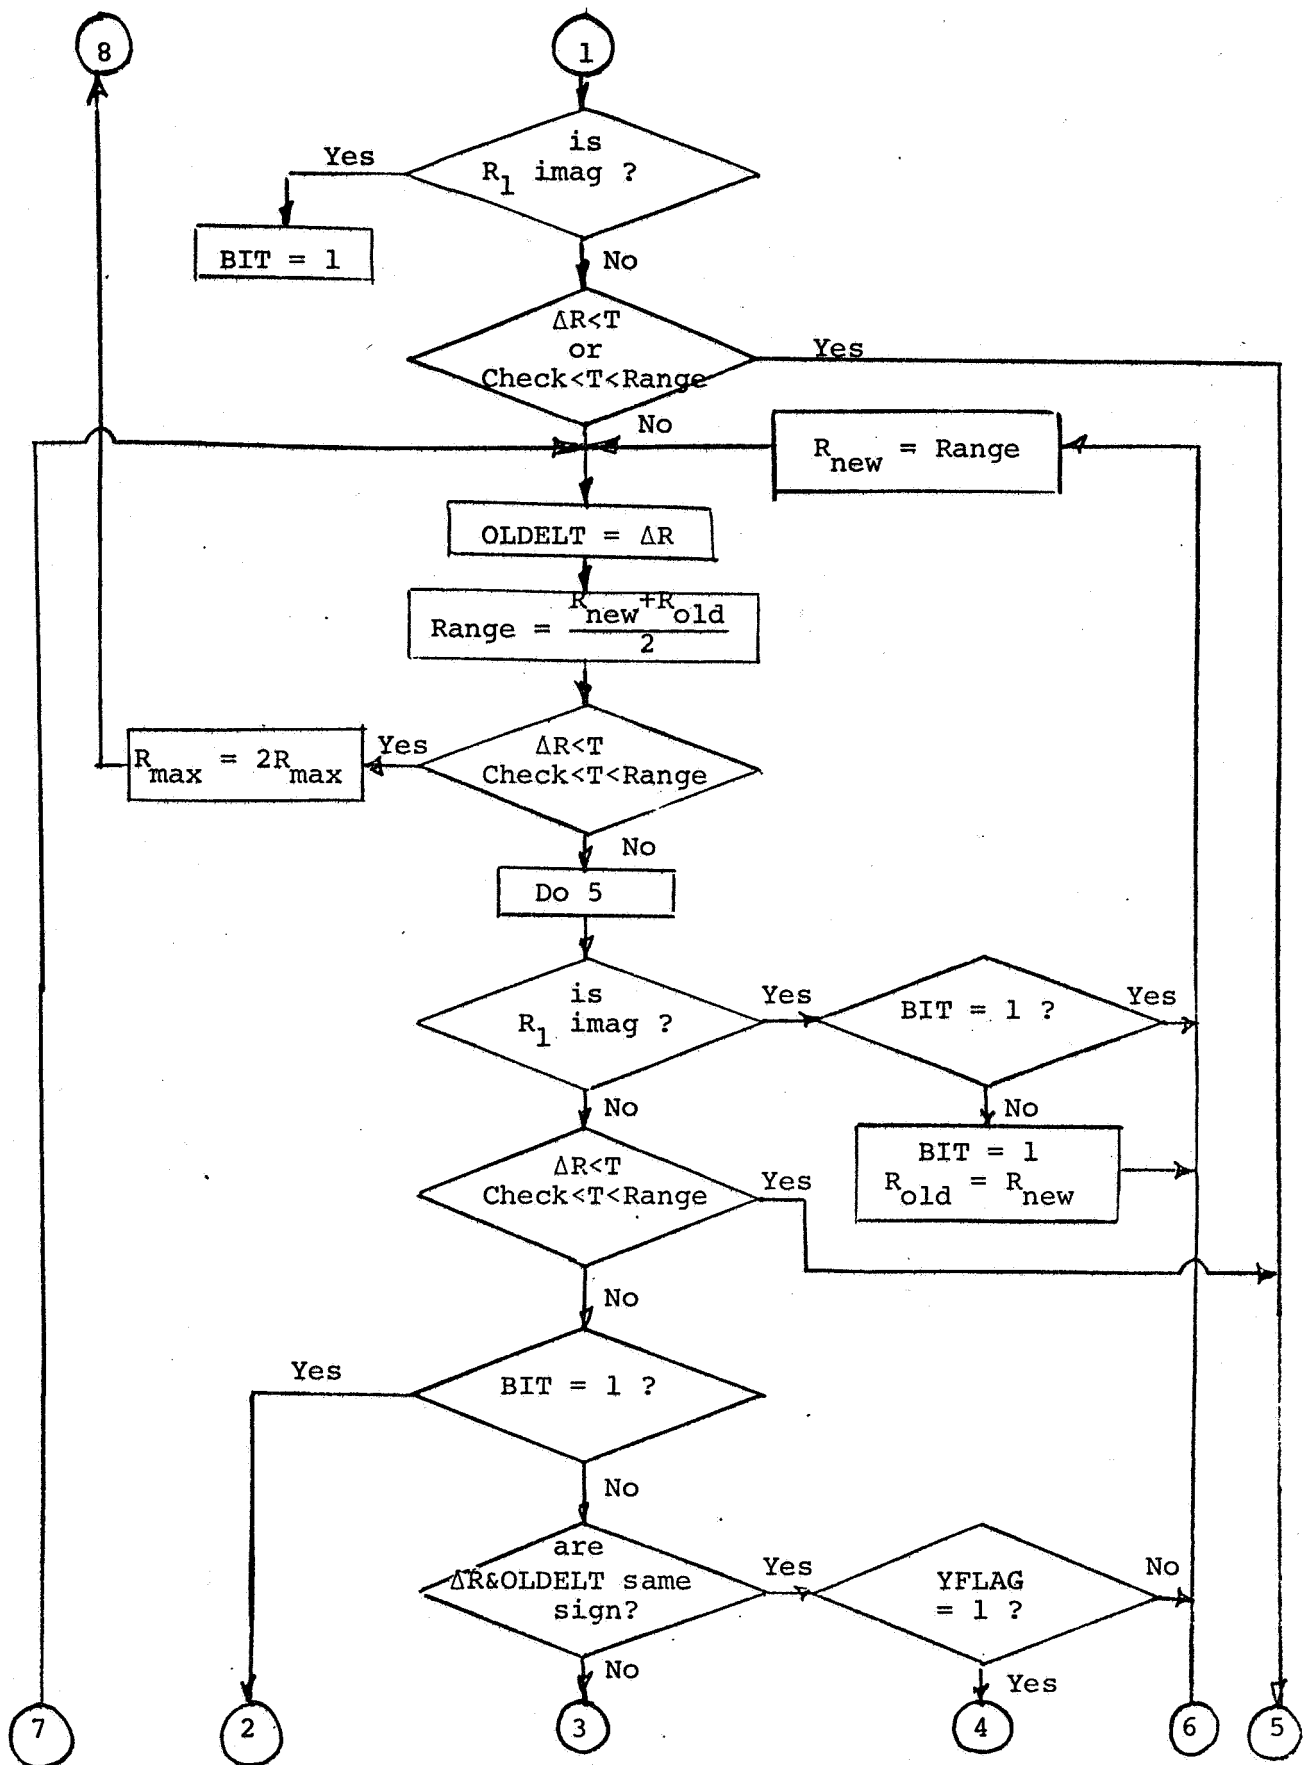 8
1
is
R1 imag ?
Yes
BIT = 1
No
ΔR<T
or
Check<T<Range
Yes
No
Rnew = Range
OLDELT = ΔR
Range = Rnew+Rold
2
ΔR<T
Check<T<Range
Yes
Rmax = 2Rmax
No
Do 5
is
R1 imag ?
Yes
BIT = 1 ?
Yes
No
No
BIT = 1
Rold = Rnew
ΔR<T
Check<T<Range
Yes
No
BIT = 1 ?
Yes
No
are
ΔR&OLDELT same
sign?
Yes
YFLAG
= 1 ?
No
No
Yes
7
2
3
4
6
5